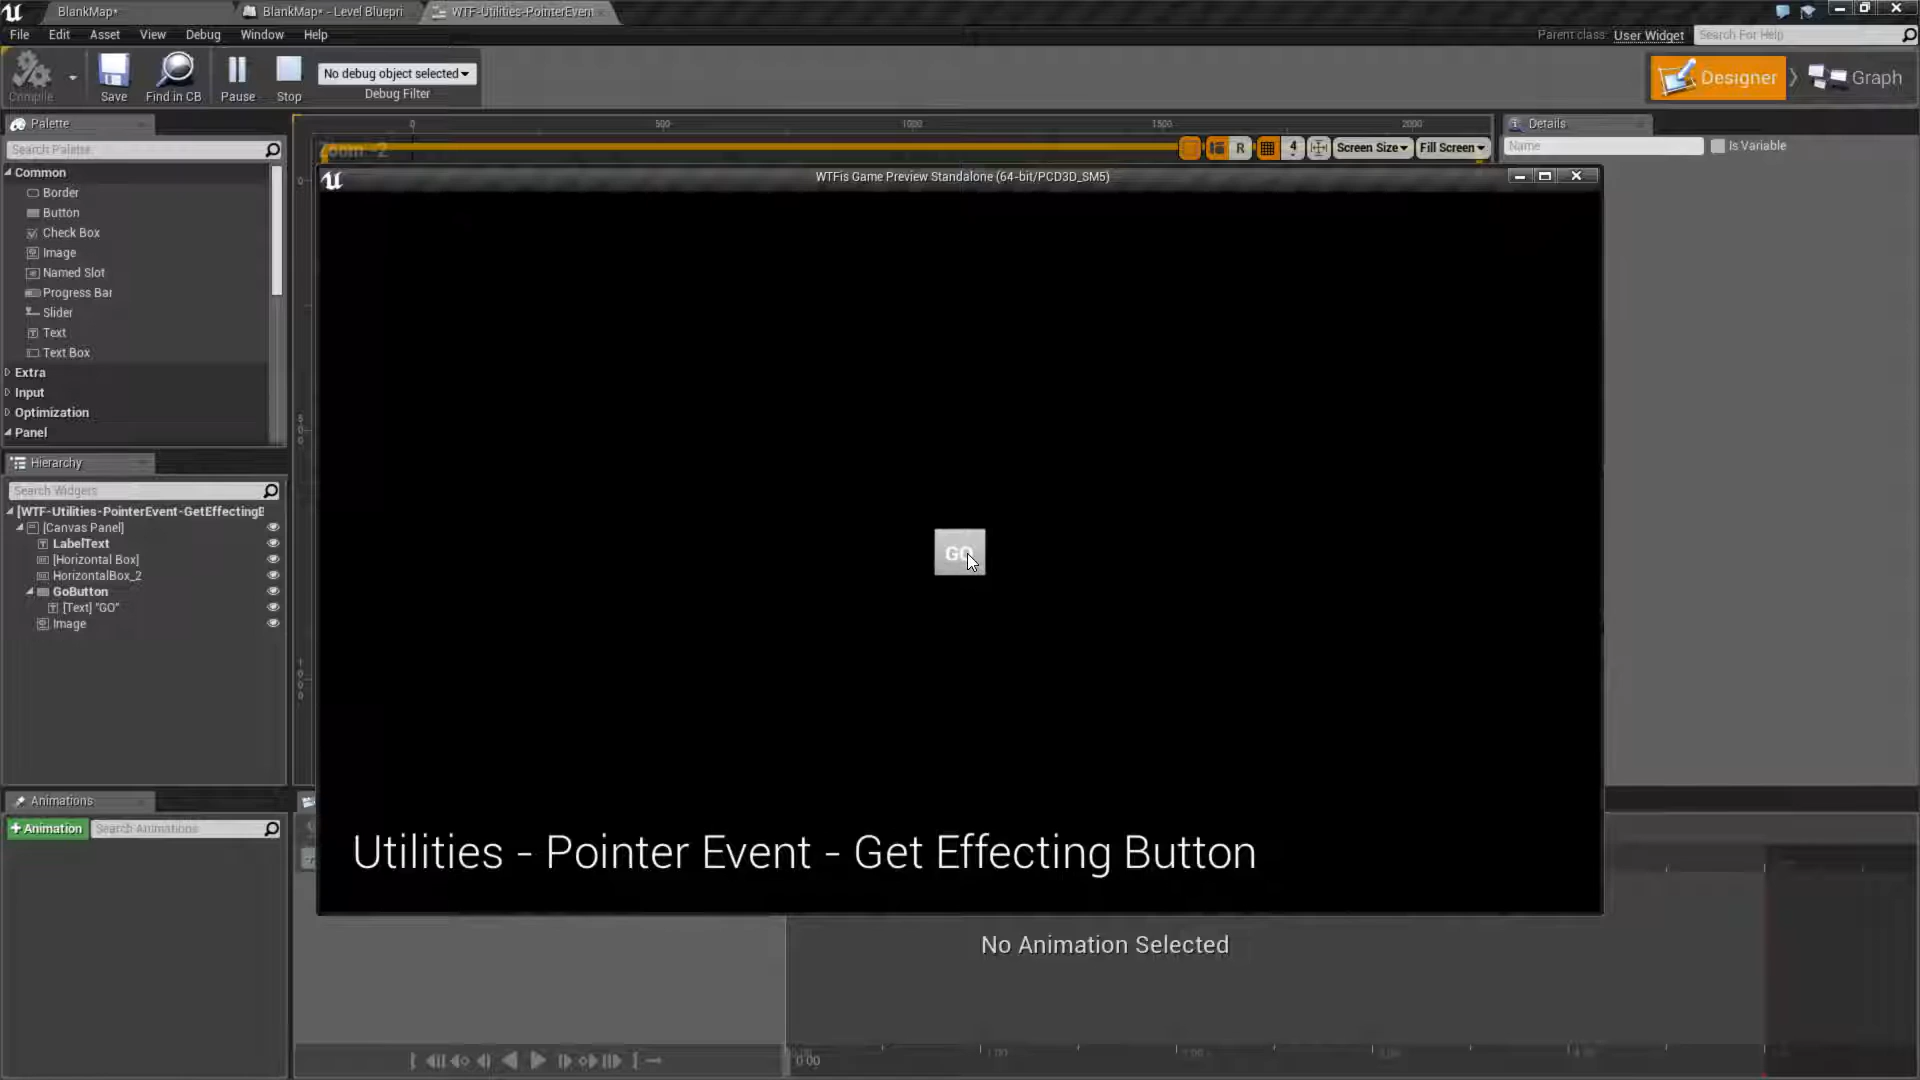 BlankMap*
BlankMap* - Level Bluepri
WTF-Utilities-PointerEvent
File Edit Asset View Debug Window Help
Parent class: User Widget
Search For Help
Compile
Save
Find in CB
Pause
Stop
No debug object selected
Debug Filter
Designer
Graph
Palette
Search Palette
Common
Border
Button
Check Box
Image
Named Slot
Progress Bar
Slider
Text
Text Box
Extra
Input
Optimization
Panel
Hierarchy
Search Widgets
[WTF-Utilities-PointerEvent-GetEffectingB
[Canvas Panel]
LabelText
[Horizontal Box]
HorizontalBox_2
GoButton
[Text] "GO"
Image
Animations
+ Animation
Search Animations
0
500
1000
1500
2000
Zoom -2
R
4
Screen Size
Fill Screen
Details
Name
Is Variable
WTFis Game Preview Standalone (64-bit/PCD3D_SM5)
GO
Utilities - Pointer Event - Get Effecting Button
No Animation Selected
0.00